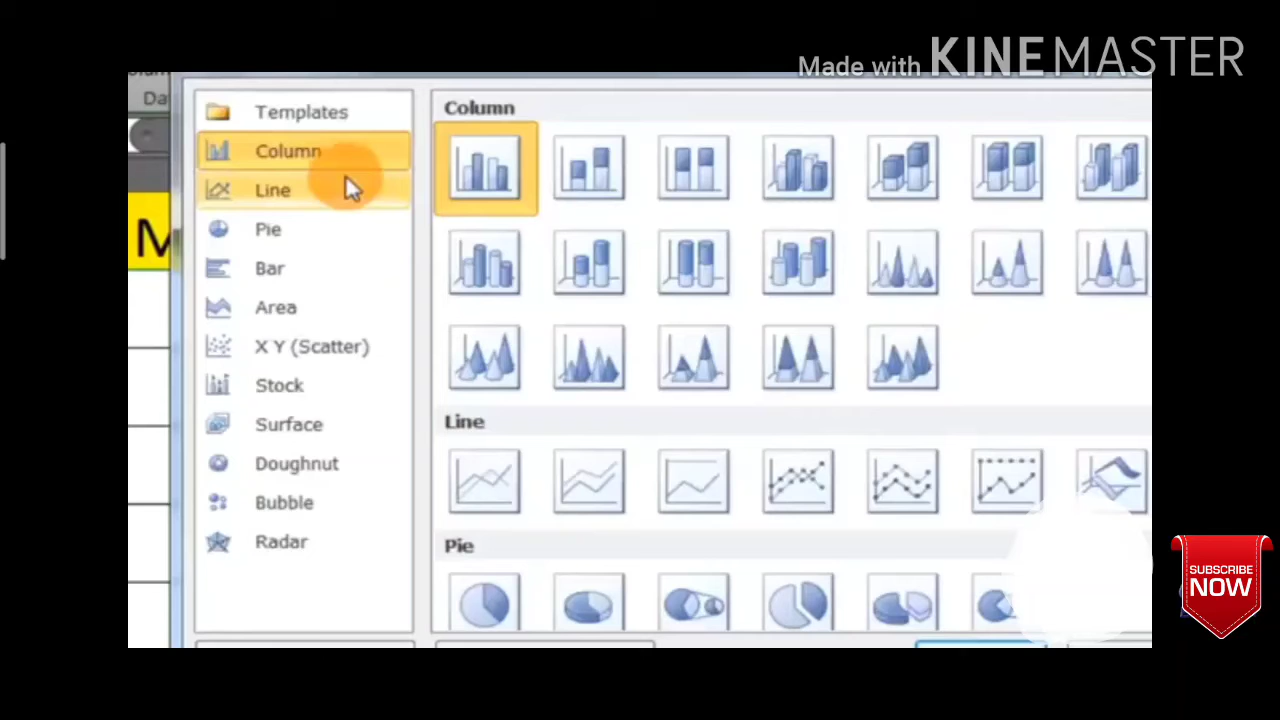 Made with KINEMASTER
Da
M
Templates
Column
Line
Pie
Bar
Area
X Y (Scatter)
Stock
Surface
Doughnut
Bubble
Radar
Column
Line
Pie
SUBSCRIBE
NOW